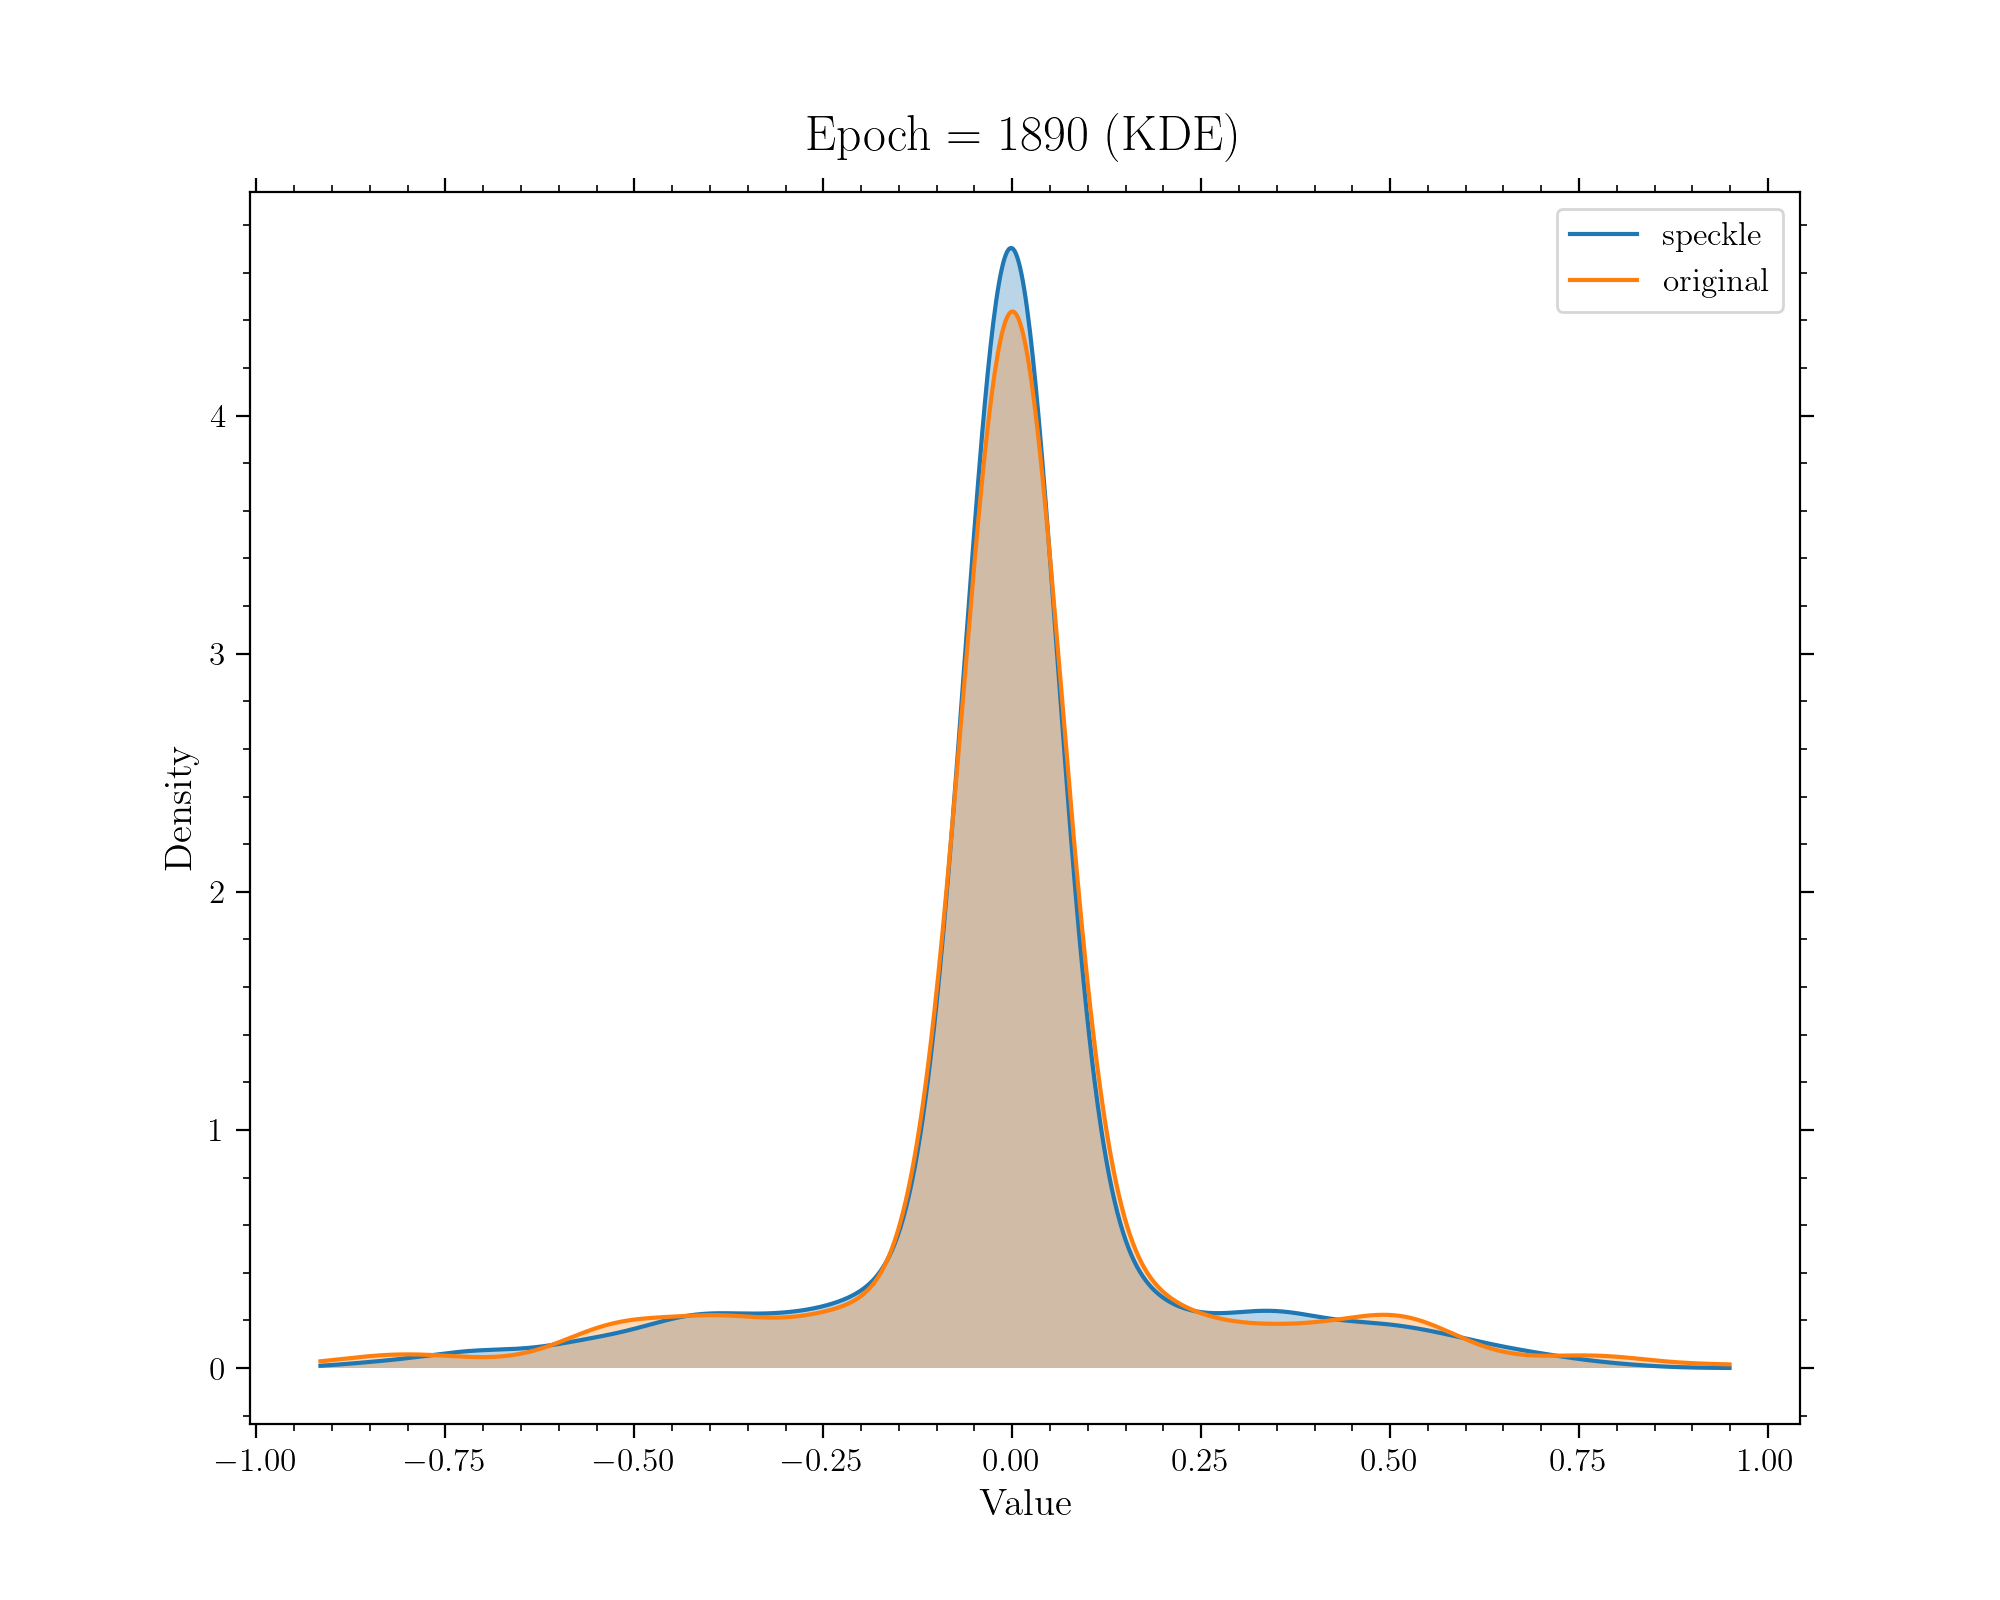 Epoch = 1890 (KDE)
speckle
original
Density
4
3
2
1
0
−1.00 −0.75 −0.50 −0.25 0.00 0.25 0.50 0.75 1.00
Value